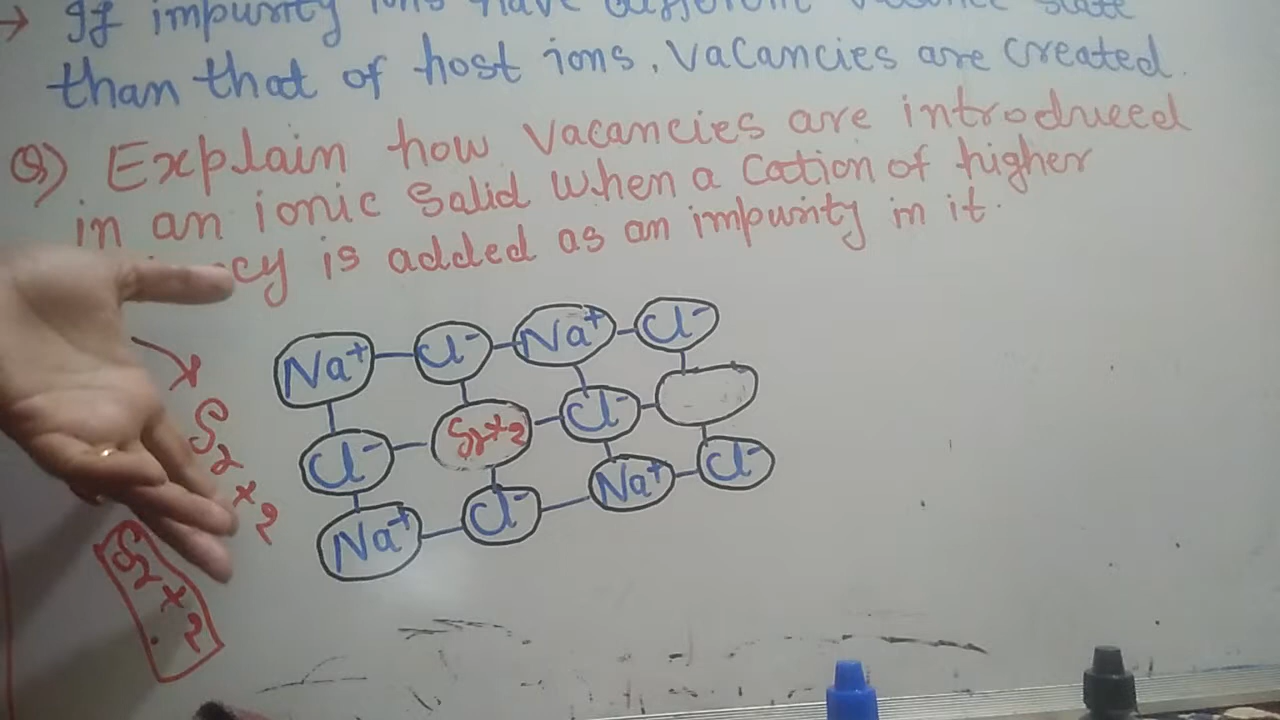 → If impurity ions have different valence state
than that of host ions, vacancies are created.
Q) Explain how vacancies are introduced
in an ionic Salid when a Cation of higher
cy is added as an impurity in it.
Na+ Cl- Na+ Cl-
Cl- Sr+2 Cl-
Na+ Cl- Na+ Cl-
Sr+2
Sr+2